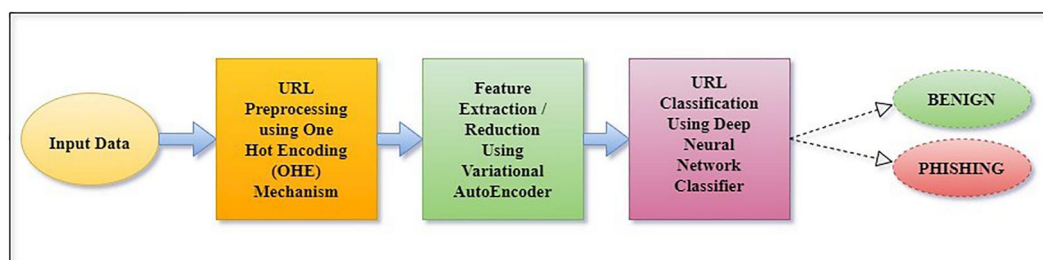 Input Data
URL
Preprocessing
using One
Hot Encoding
(OHE)
Mechanism
Feature
Extraction /
Reduction
Using
Variational
AutoEncoder
URL
Classification
Using Deep
Neural
Network
Classifier
BENIGN
PHISHING